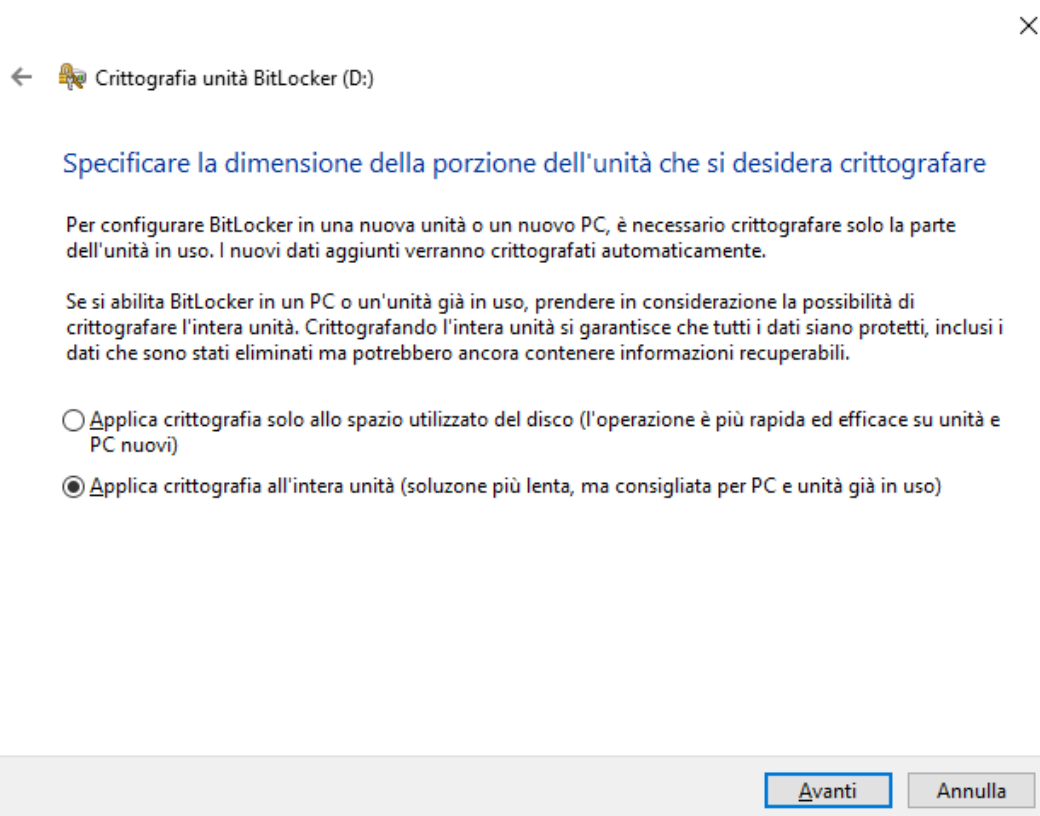 Crittografia unità BitLocker (D:)
Specificare la dimensione della porzione dell'unità che si desidera crittografare
Per configurare BitLocker in una nuova unità o un nuovo PC, è necessario crittografare solo la parte
dell'unità in uso. I nuovi dati aggiunti verranno crittografati automaticamente.
Se si abilita BitLocker in un PC o un'unità già in uso, prendere in considerazione la possibilità di
crittografare l'intera unità. Crittografando l'intera unità si garantisce che tutti i dati siano protetti, inclusi i
dati che sono stati eliminati ma potrebbero ancora contenere informazioni recuperabili.
Applica crittografia solo allo spazio utilizzato del disco (l'operazione è più rapida ed efficace su unità e
PC nuovi)
Applica crittografia all'intera unità (soluzone più lenta, ma consigliata per PC e unità già in uso)
Avanti
Annulla